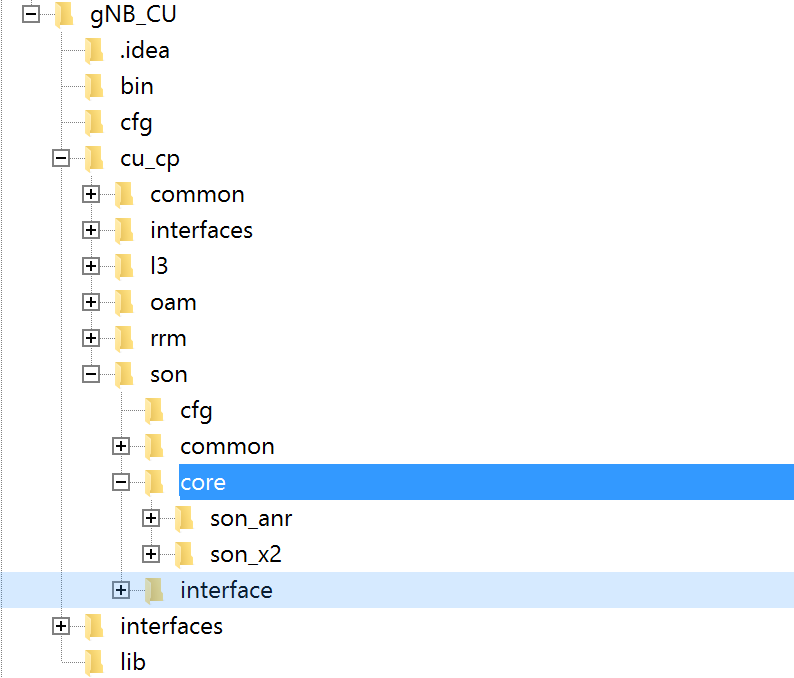 gNB_CU
.idea
bin
cfg
cu_cp
common
interfaces
l3
oam
rrm
son
cfg
common
core
son_anr
son_x2
interface
interfaces
lib